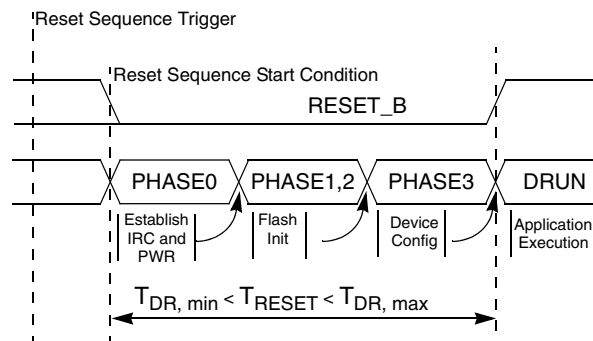 Reset Sequence Trigger
Reset Sequence Start Condition
RESET_B
PHASE0 PHASE1,2 PHASE3 DRUN
Establish
IRC and
PWR
Flash
Init
Device
Config
Application
Execution
TDR, min < TRESET < TDR, max